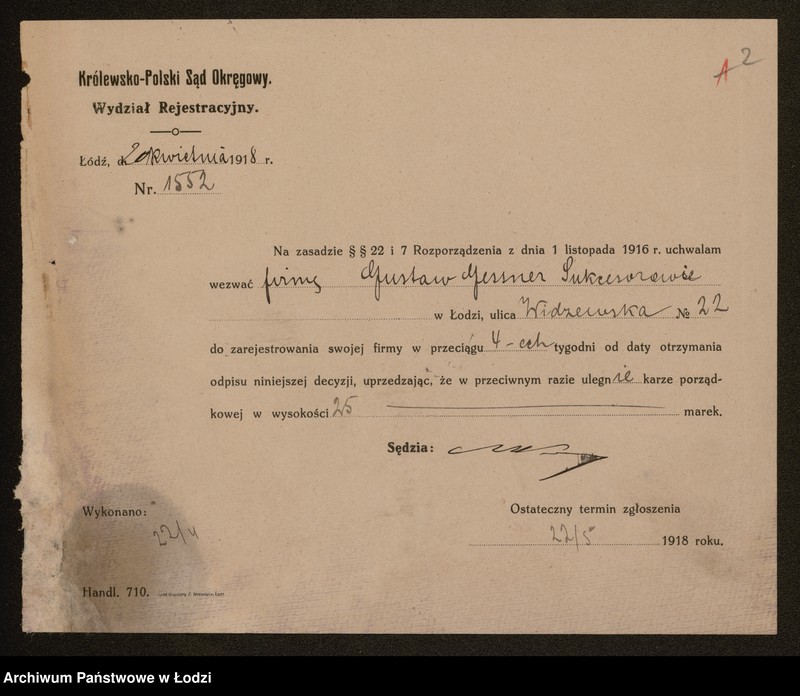 A 2
Królewsko-Polski Sąd Okręgowy.
Wydział Rejestracyjny.
Łódź, d. 20 kwietnia 1918 r.
Nr. 1552
Na zasadzie § § 22 i 7 Rozporządzenia z dnia 1 listopada 1916 r. uchwalam
wezwać firmę Gustaw Gessner Sukcesorowie
w Łodzi, ulica Widzewska № 22
do zarejestrowania swojej firmy w przeciągu 4-ech tygodni od daty otrzymania
odpisu niniejszej decyzji, uprzedzając, że w przeciwnym razie ulegnie karze porząd-
kowej w wysokości 25 marek.
Sędzia:
Wykonano:
22/4
Ostateczny termin zgłoszenia
22/5 1918 roku.
Handl. 710.
Archiwum Państwowe w Łodzi